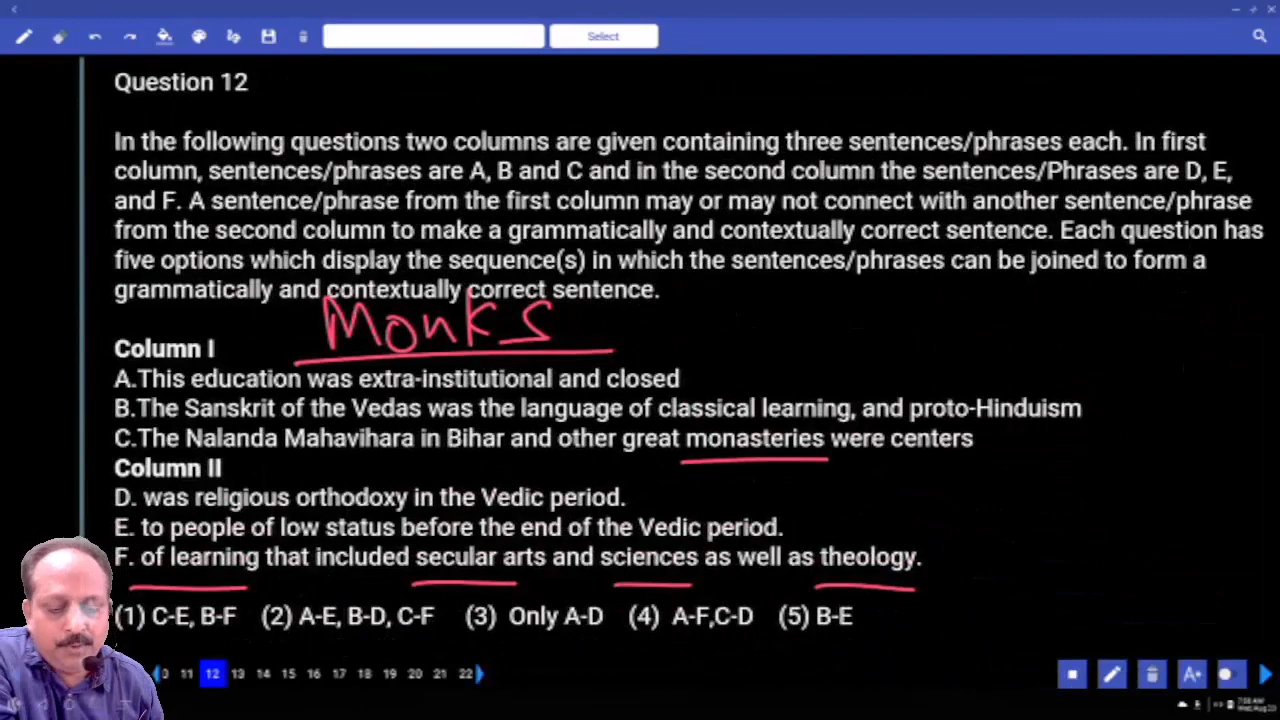 Select
Question 12
In the following questions two columns are given containing three sentences/phrases each. In first
column, sentences/phrases are A, B and C and in the second column the sentences/Phrases are D, E,
and F. A sentence/phrase from the first column may or may not connect with another sentence/phrase
from the second column to make a grammatically and contextually correct sentence. Each question has
five options which display the sequence(s) in which the sentences/phrases can be joined to form a
grammatically and contextually correct sentence.
Monks
Column I
A.This education was extra-institutional and closed
B.The Sanskrit of the Vedas was the language of classical learning, and proto-Hinduism
C.The Nalanda Mahavihara in Bihar and other great monasteries were centers
Column II
D. was religious orthodoxy in the Vedic period.
E. to people of low status before the end of the Vedic period.
F. of learning that included secular arts and sciences as well as theology.
(1) C-E, B-F (2) A-E, B-D, C-F (3) Only A-D (4) A-F,C-D (5) B-E
11 12 13 14 15 16 17 18 19 20 21 22
A+